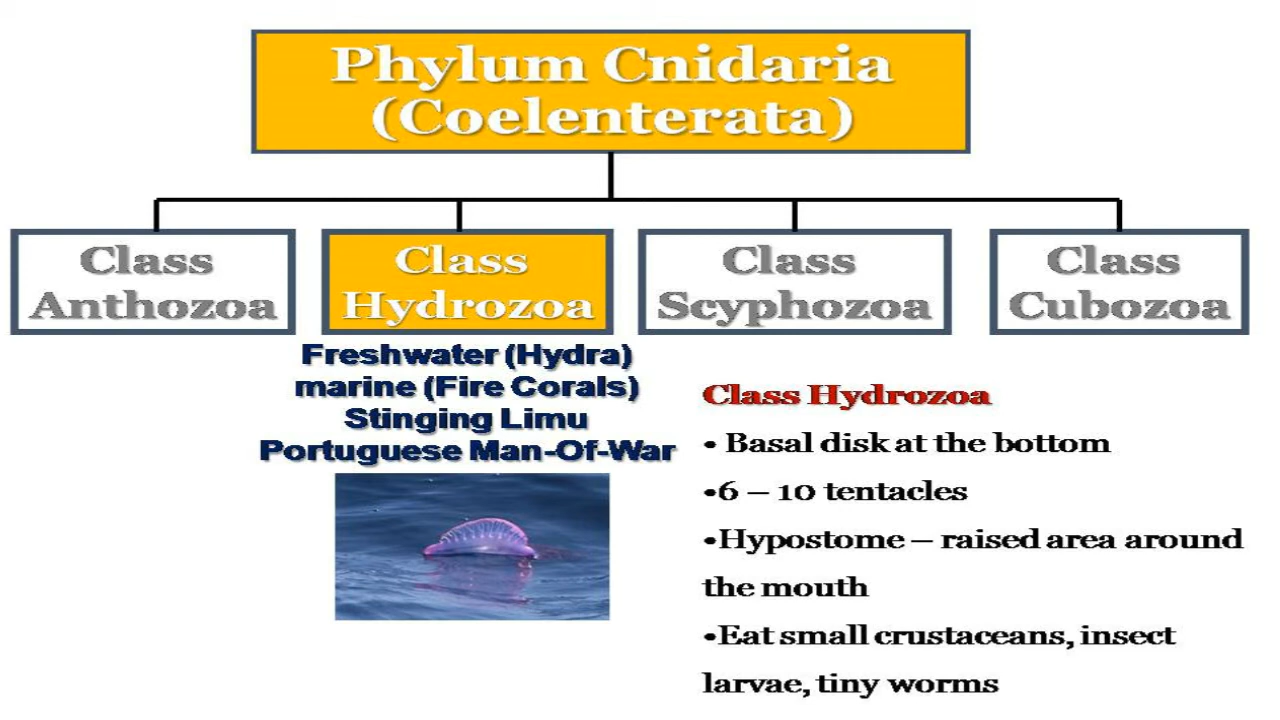 Phylum Cnidaria
(Coelenterata)
Class
Anthozoa
Class
Hydrozoa
Class
Scyphozoa
Class
Cubozoa
Freshwater (Hydra)
marine (Fire Corals)
Stinging Limu
Portuguese Man-Of-War
Class Hydrozoa
• Basal disk at the bottom
•6 – 10 tentacles
•Hypostome – raised area around
the mouth
•Eat small crustaceans, insect
larvae, tiny worms